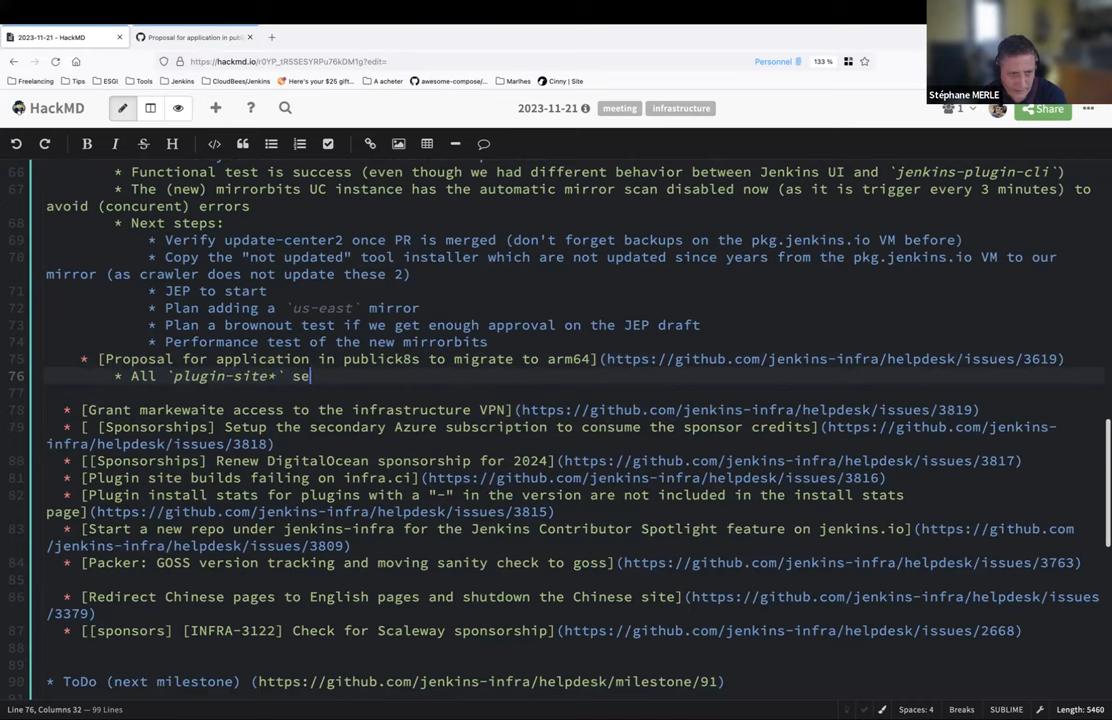 2023-11-21 - HackMD
Proposal for application in publ
https://hackmd.io/r0YP_tR5SESYRPu76kDM1g?edit=
Personnel
133 %
Freelancing
Tips
ESGI
Tools
Jenkins
CloudBees/Jenkins
Here's your $25 gift...
A acheter
awesome-compose/...
Marlhes
Cinny | Site
Stéphane MERLE
HackMD
2023-11-21
meeting
infrastructure
1
Share
B I S H
66 * Functional test is success (even though we had different behavior between Jenkins UI and `jenkins-plugin-cli`)
67 * The (new) mirrorbits UC instance has the automatic mirror scan disabled now (as it is trigger every 3 minutes) to
avoid (concurent) errors
68 * Next steps:
69 * Verify update-center2 once PR is merged (don't forget backups on the pkg.jenkins.io VM before)
70 * Copy the "not updated" tool installer which are not updated since years from the pkg.jenkins.io VM to our
mirror (as crawler does not update these 2)
71 * JEP to start
72 * Plan adding a `us-east` mirror
73 * Plan a brownout test if we get enough approval on the JEP draft
74 * Performance test of the new mirrorbits
75 * [Proposal for application in publick8s to migrate to arm64](https://github.com/jenkins-infra/helpdesk/issues/3619)
76 * All `plugin-site*` se
77
78 * [Grant markewaite access to the infrastructure VPN](https://github.com/jenkins-infra/helpdesk/issues/3819)
79 * [ [Sponsorships] Setup the secondary Azure subscription to consume the sponsor credits](https://github.com/jenkins-
infra/helpdesk/issues/3818)
80 * [[Sponsorships] Renew DigitalOcean sponsorship for 2024](https://github.com/jenkins-infra/helpdesk/issues/3817)
81 * [Plugin site builds failing on infra.ci](https://github.com/jenkins-infra/helpdesk/issues/3816)
82 * [Plugin install stats for plugins with a "-" in the version are not included in the install stats
page](https://github.com/jenkins-infra/helpdesk/issues/3815)
83 * [Start a new repo under jenkins-infra for the Jenkins Contributor Spotlight feature on jenkins.io](https://github.com
/jenkins-infra/helpdesk/issues/3809)
84 * [Packer: GOSS version tracking and moving sanity check to goss](https://github.com/jenkins-infra/helpdesk/issues/3763)
85
86 * [Redirect Chinese pages to English pages and shutdown the Chinese site](https://github.com/jenkins-infra/helpdesk/issues
/3379)
87 * [[sponsors] [INFRA-3122] Check for Scaleway sponsorship](https://github.com/jenkins-infra/helpdesk/issues/2668)
88
89
90 * ToDo (next milestone) (https://github.com/jenkins-infra/helpdesk/milestone/91)
91
Line 76, Columns 32 — 99 Lines
Spaces: 4
Breaks
SUBLIME
Length: 5460